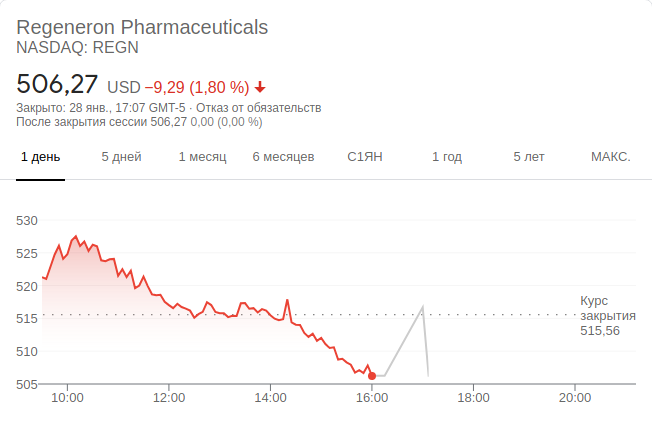 Regeneron Pharmaceuticals
NASDAQ: REGN
506,27 USD −9,29 (1,80 %)
Закрыто: 28 янв., 17:07 GMT-5 · Отказ от обязательств
После закрытия сессии 506,27 0,00 (0,00 %)
1 день 5 дней 1 месяц 6 месяцев С1ЯН 1 год 5 лет МАКС.
530
525
520
515
510
505
Курс
закрытия
515,56
10:00 12:00 14:00 16:00 18:00 20:00